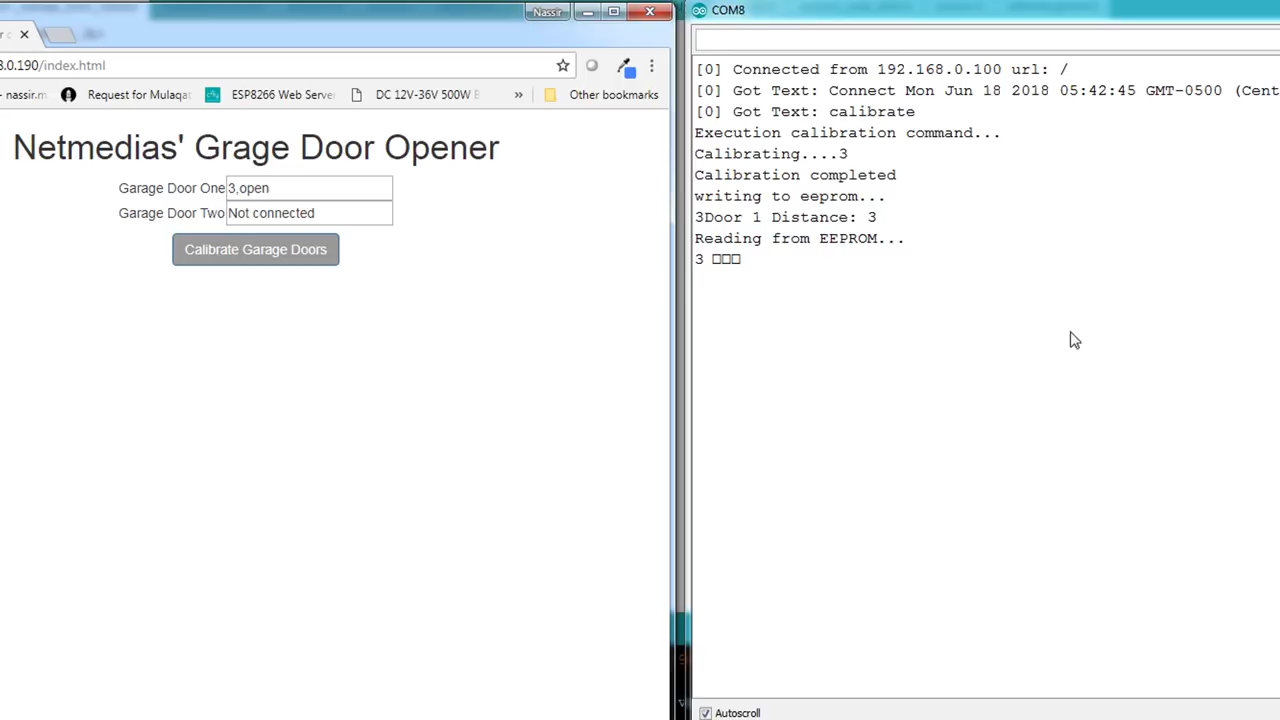 Nassir
3.0.190/index.html
nassir.m
Request for Mulaqat
ESP8266 Web Serve
DC 12V-36V 500W B
»
Other bookmarks
Netmedias' Grage Door Opener
Garage Door One 3,open
Garage Door Two Not connected
Calibrate Garage Doors
COM8
[0] Connected from 192.168.0.100 url: /
[0] Got Text: Connect Mon Jun 18 2018 05:42:45 GMT-0500 (Cent
[0] Got Text: calibrate
Execution calibration command...
Calibrating....3
Calibration completed
writing to eeprom...
3Door 1 Distance: 3
Reading from EEPROM...
3 □□□
Autoscroll